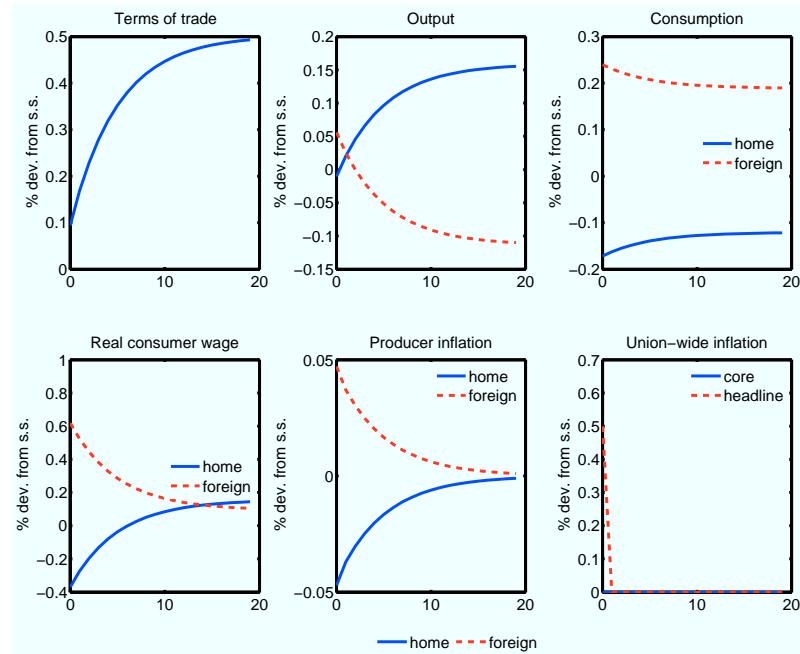 Terms of trade
% dev. from s.s.
0.5
0.4
0.3
0.2
0.1
0
0 10 20
Output
% dev. from s.s.
0.2
0.15
0.1
0.05
0
−0.05
−0.1
−0.15
0 10 20
Consumption
% dev. from s.s.
0.3
0.2
0.1
0
−0.1
−0.2
0 10 20
home
foreign
Real consumer wage
% dev. from s.s.
1
0.8
0.6
0.4
0.2
0
−0.2
−0.4
0 10 20
home
foreign
Producer inflation
% dev. from s.s.
0.05
0
−0.05
0 10 20
home
foreign
Union−wide inflation
% dev. from s.s.
0.7
0.6
0.5
0.4
0.3
0.2
0.1
0
0 10 20
core
headline
home foreign